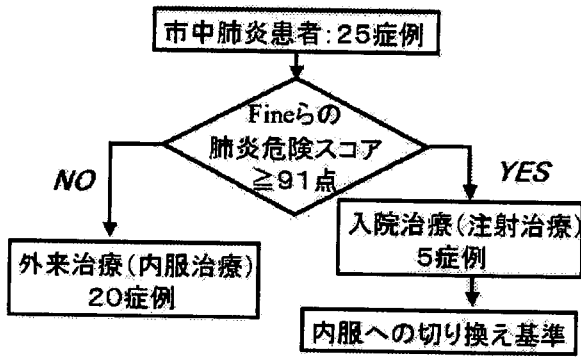 市中肺炎患者:25症例
Fineらの
肺炎危険スコア
≧91点
NO
YES
外来治療(内服治療)
20症例
入院治療(注射治療)
5症例
内服への切り換え基準